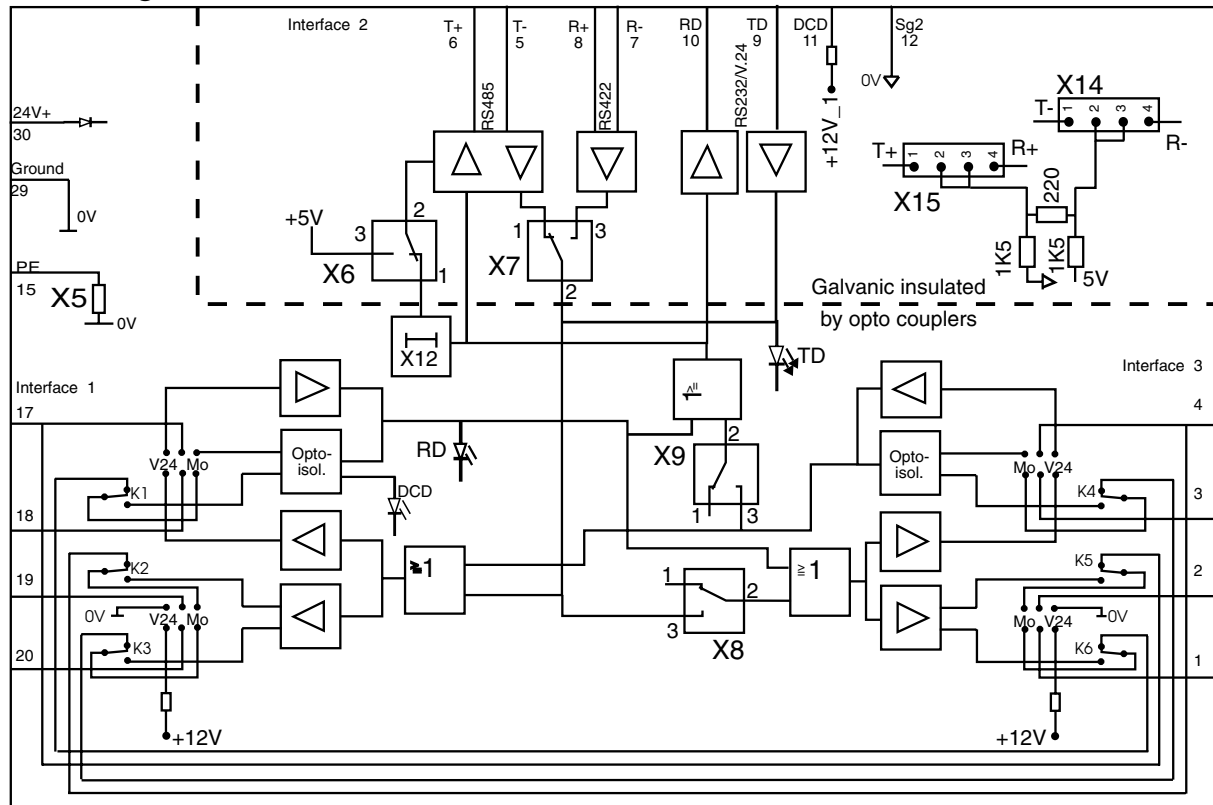 Interface 2
T+
6
T-
5
R+
8
R-
7
RD
10
TD
9
DCD
11
Sg2
12
RS485
RS422
RS232/V.24
0V
+12V_1
X14
T-
1
2
3
4
R-
T+
1
2
3
4
R+
X15
220
1K5
1K5
5V
24V+
30
Ground
29
0V
PE
15
X5
0V
+5V
3
2
1
X6
1
3
2
X7
Galvanic insulated
by opto couplers
X12
TD
Interface 1
17
Interface 3
4
≥1
2
X9
1
3
V24
Mo
Opto-
isol.
RD
DCD
Opto-
isol.
Mo
V24
K1
K4
18
3
K2
≥1
≥1
K5
19
2
1
2
3
X8
0V
V24
Mo
Mo
V24
0V
K3
K6
20
1
+12V
+12V